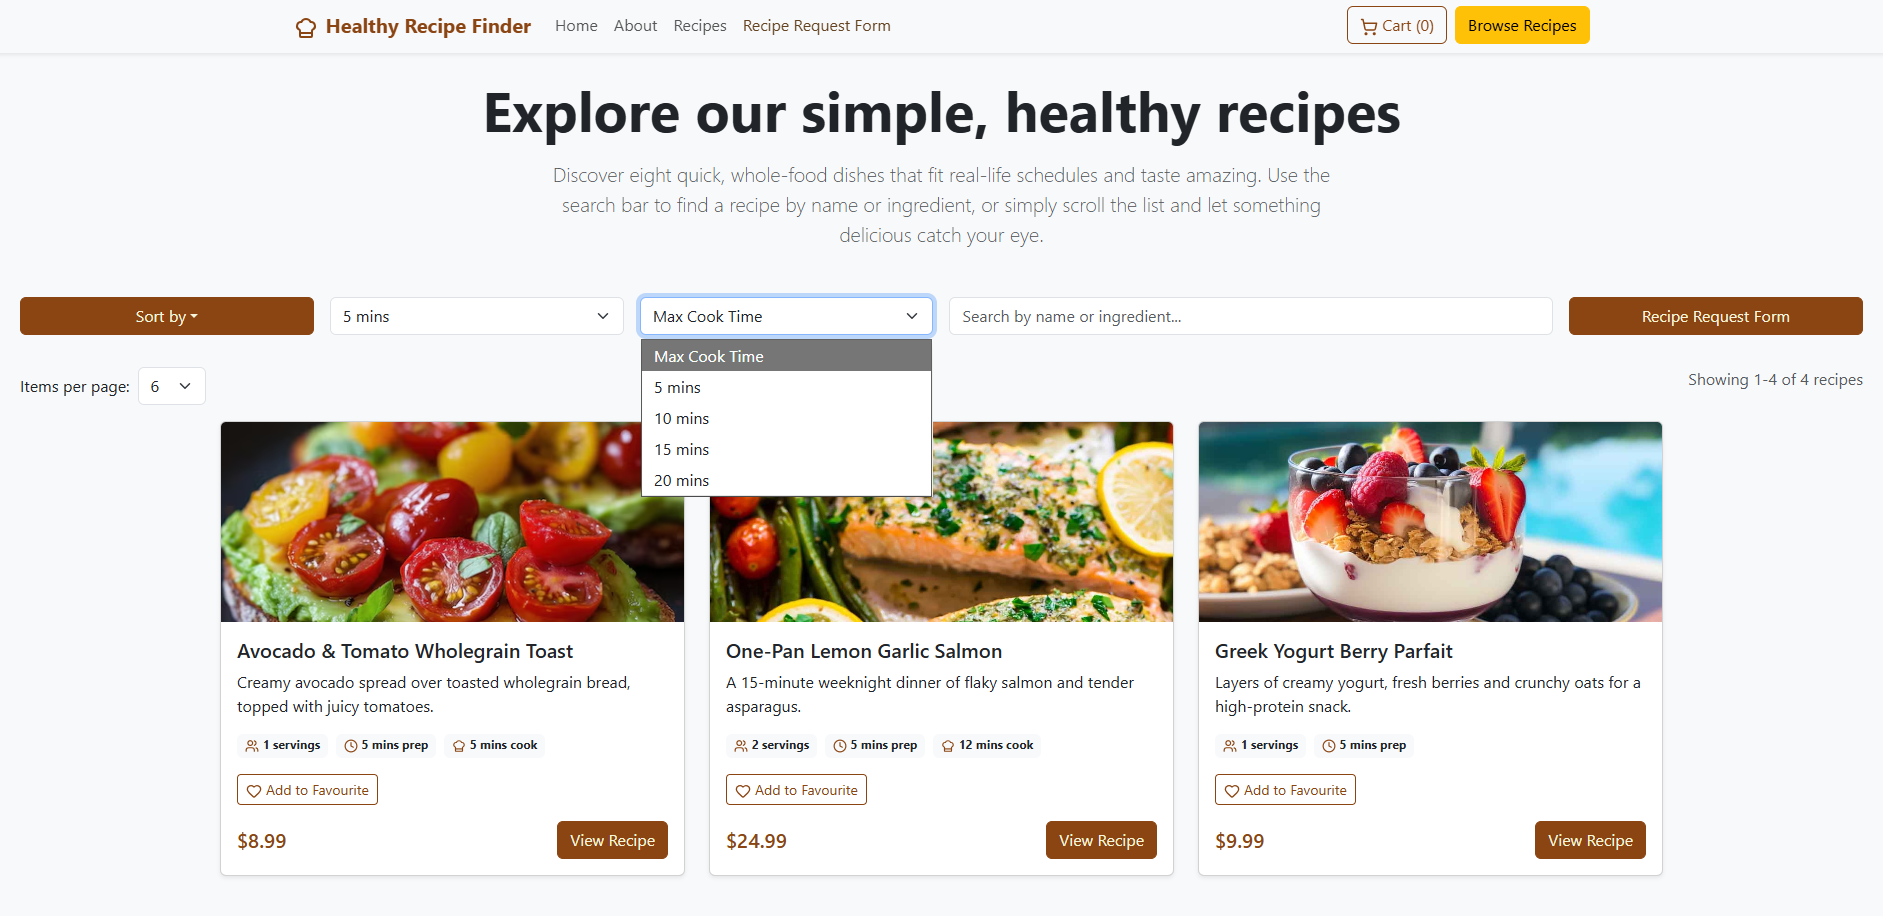 Healthy Recipe Finder Home About Recipes Recipe Request Form Cart (0) Browse Recipes
Explore our simple, healthy recipes
Discover eight quick, whole-food dishes that fit real-life schedules and taste amazing. Use the
search bar to find a recipe by name or ingredient, or simply scroll the list and let something
delicious catch your eye.
Sort by 5 mins Max Cook Time Search by name or ingredient... Recipe Request Form
Max Cook Time
5 mins
10 mins
15 mins
20 mins
Items per page: 6 Showing 1-4 of 4 recipes
Avocado & Tomato Wholegrain Toast
Creamy avocado spread over toasted wholegrain bread,
topped with juicy tomatoes.
1 servings 5 mins prep 5 mins cook
Add to Favourite
$8.99 View Recipe
One-Pan Lemon Garlic Salmon
A 15-minute weeknight dinner of flaky salmon and tender
asparagus.
2 servings 5 mins prep 12 mins cook
Add to Favourite
$24.99 View Recipe
Greek Yogurt Berry Parfait
Layers of creamy yogurt, fresh berries and crunchy oats for a
high-protein snack.
1 servings 5 mins prep
Add to Favourite
$9.99 View Recipe